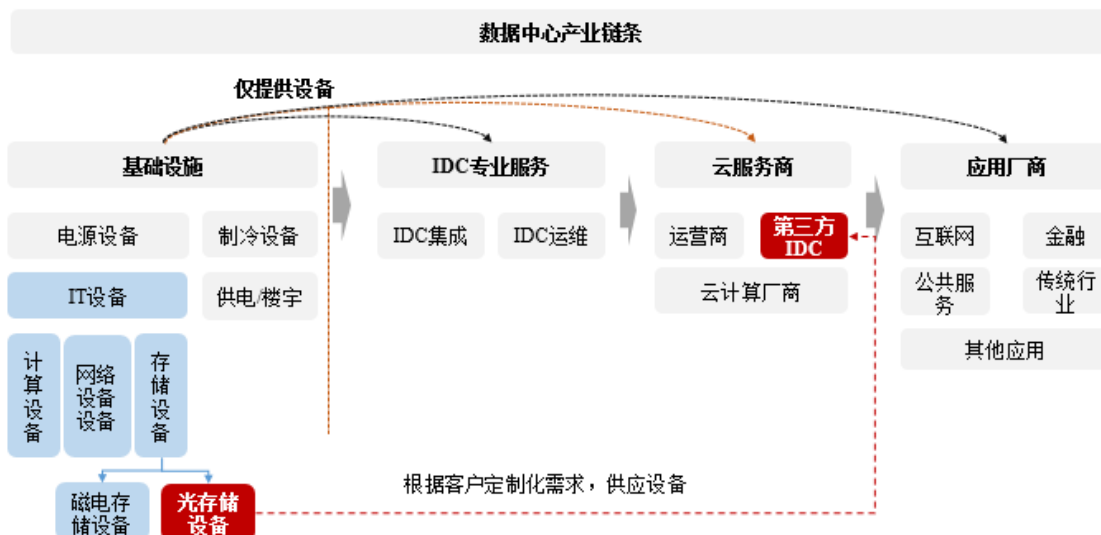 数据中心产业链条
仅提供设备
基础设施
IDC专业服务
云服务商
应用厂商
电源设备
制冷设备
IDC集成
IDC运维
运营商
第三方
IDC
互联网
金融
IT设备
供电/楼宇
云计算厂商
公共服
务
传统行
业
其他应用
计
算
设
备
网络
设备
设备
存
储
设
备
根据客户定制化需求，供应设备
磁电存
储设备
光存储
设备